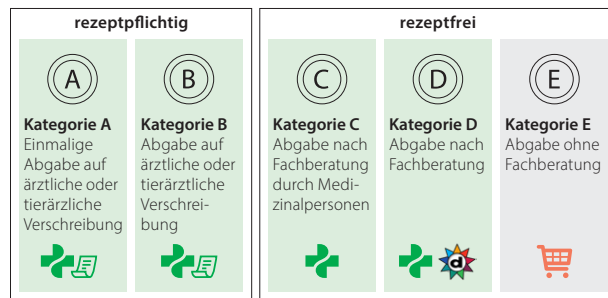 rezeptpflichtig
A
Kategorie A
Einmalige
Abgabe auf
ärztliche oder
tierärzliche
Verschreibung
B
Kategorie B
Abgabe auf
ärztliche oder
tierärztliche
Verschrei-
bung
rezeptfrei
C
Kategorie C
Abgabe nach
Fachberatung
durch Medi-
zinalpersonen
D
Kategorie D
Abgabe nach
Fachberatung
d
E
Kategorie E
Abgabe ohne
Fachberatung